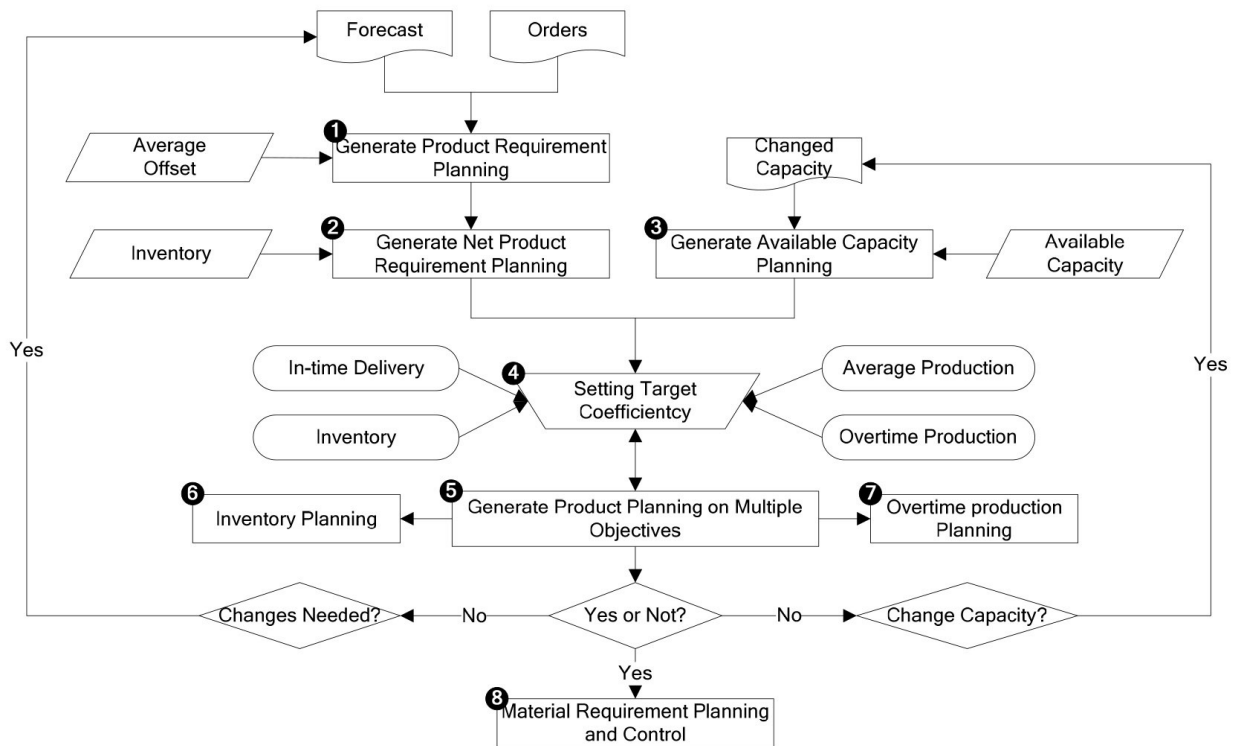 Forecast
Orders
1
Average
Offset
Generate Product Requirement
Planning
Changed
Capacity
2
Inventory
Generate Net Product
Requirement Planning
3
Generate Available Capacity
Planning
Available
Capacity
Yes
Yes
In-time Delivery
4
Setting Target
Coefficientcy
Average Production
Inventory
Overtime Production
6
Inventory Planning
5
Generate Product Planning on Multiple
Objectives
7
Overtime production
Planning
Changes Needed?
No
Yes or Not?
No
Change Capacity?
Yes
8
Material Requirement Planning
and Control